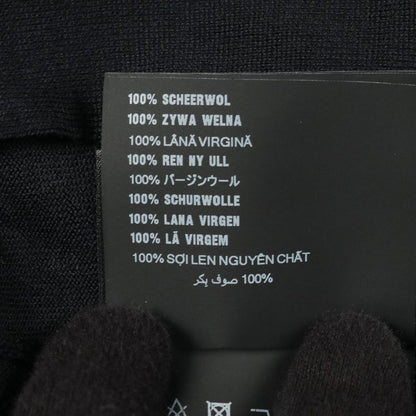 100% SCHEERWOL
100% ZYWA WELNA
100% LÂNĂ VIRGINĂ
100% REN NY ULL
100% バージンウール
100% SCHURWOLLE
100% LANA VIRGEN
100% LÃ VIRGEM
100% SỢI LEN NGUYÊN CHẤT
100% صوف بكر